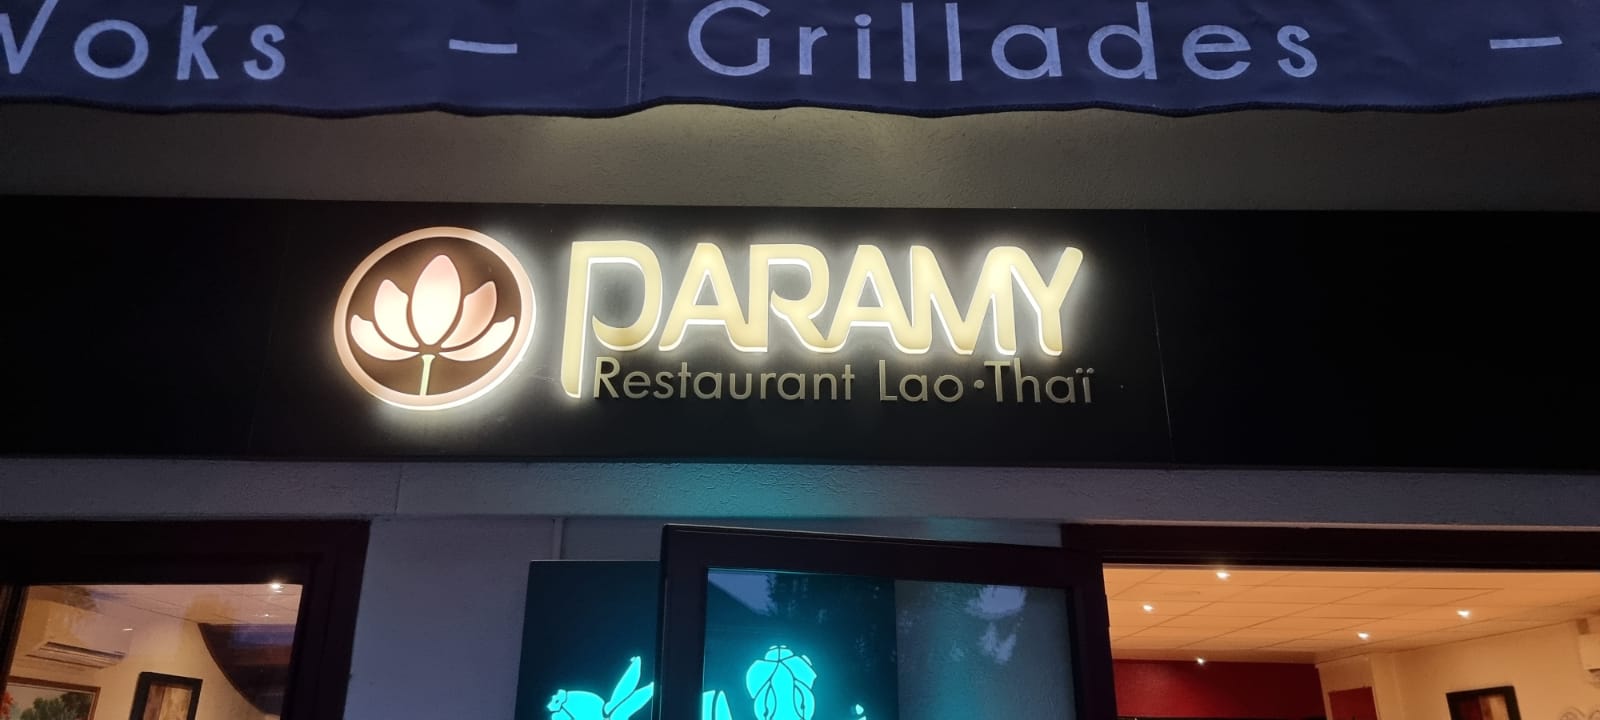 Woks - Grillades -
PARAMY
Restaurant Lao·Thaï